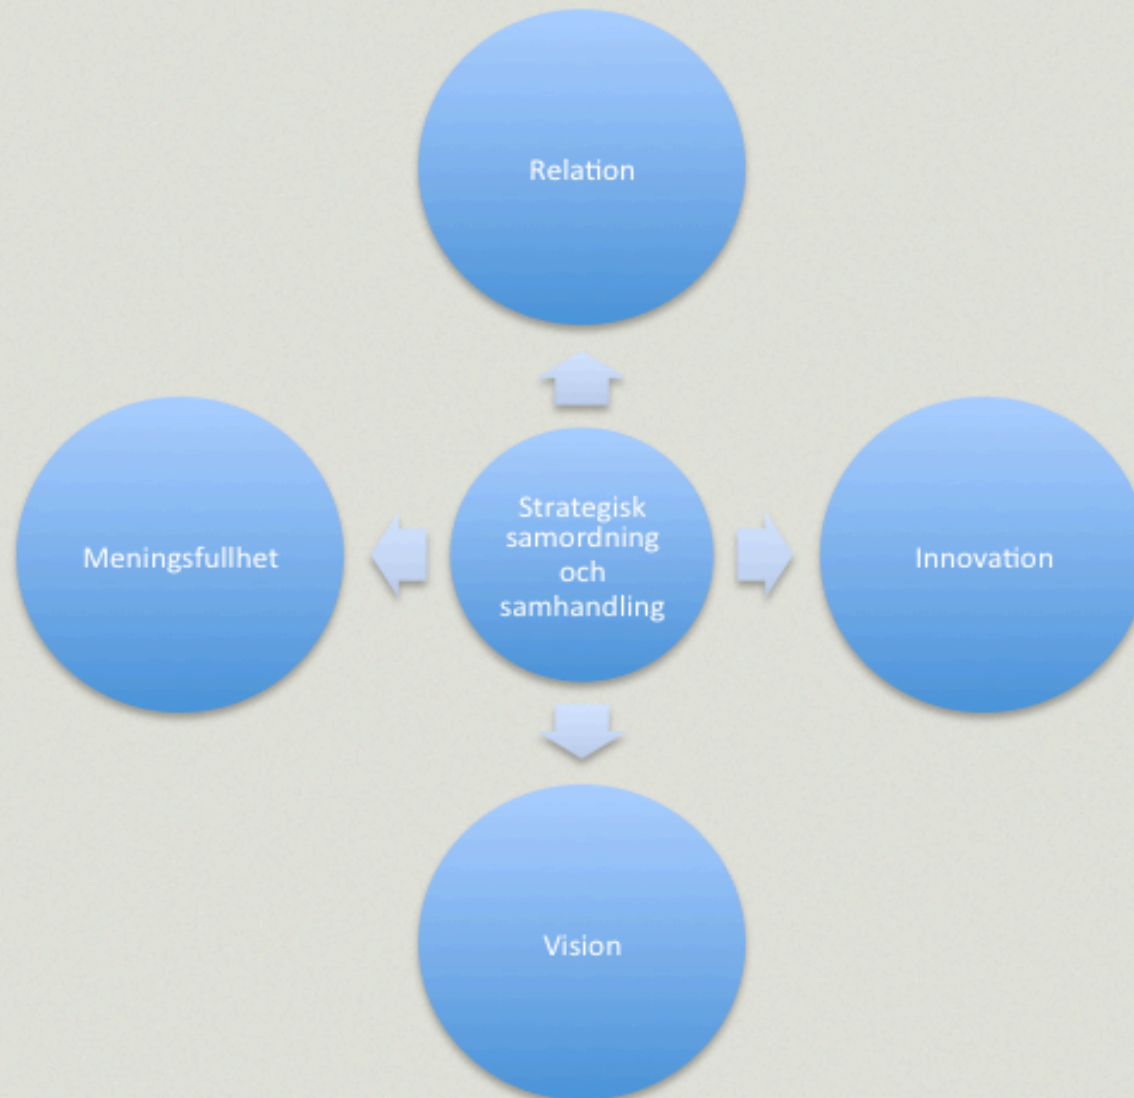 Relation
Meningsfullhet
Strategisk
samordning
och
samhandling
Innovation
Vision